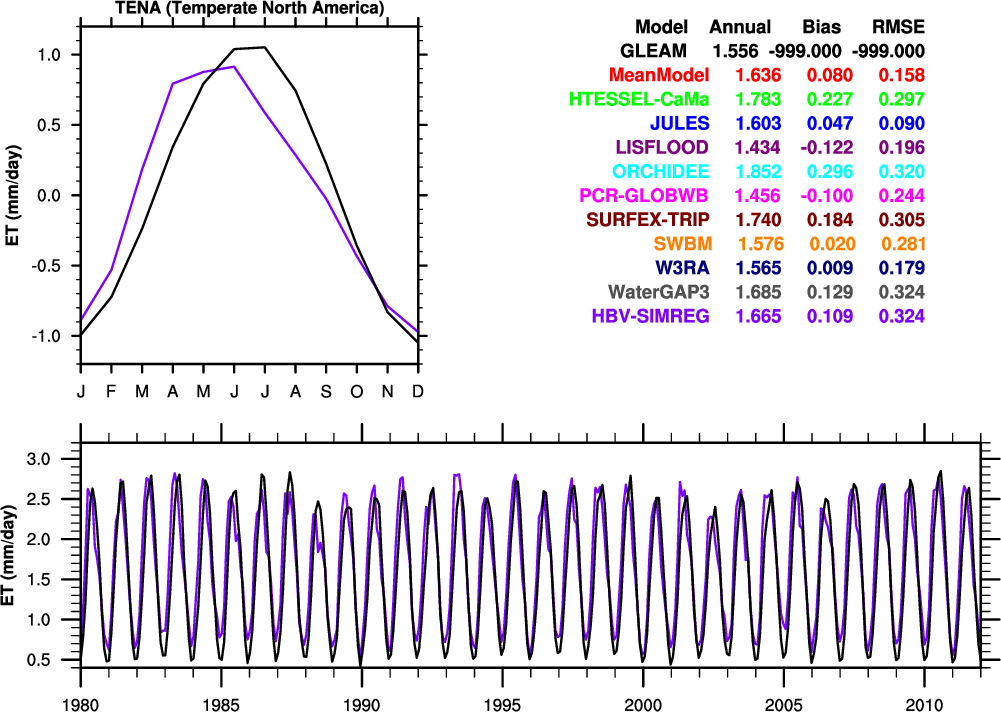 TENA (Temperate North America)
ET (mm/day)
1.0
0.5
0.0
-0.5
-1.0
J F M A M J J A S O N D
Model Annual Bias RMSE
GLEAM 1.556 -999.000 -999.000
MeanModel 1.636 0.080 0.158
HTESSEL-CaMa 1.783 0.227 0.297
JULES 1.603 0.047 0.090
LISFLOOD 1.434 -0.122 0.196
ORCHIDEE 1.852 0.296 0.320
PCR-GLOBWB 1.456 -0.100 0.244
SURFEX-TRIP 1.740 0.184 0.305
SWBM 1.576 0.020 0.281
W3RA 1.565 0.009 0.179
WaterGAP3 1.685 0.129 0.324
HBV-SIMREG 1.665 0.109 0.324
ET (mm/day)
3.0
2.5
2.0
1.5
1.0
0.5
1980 1985 1990 1995 2000 2005 2010